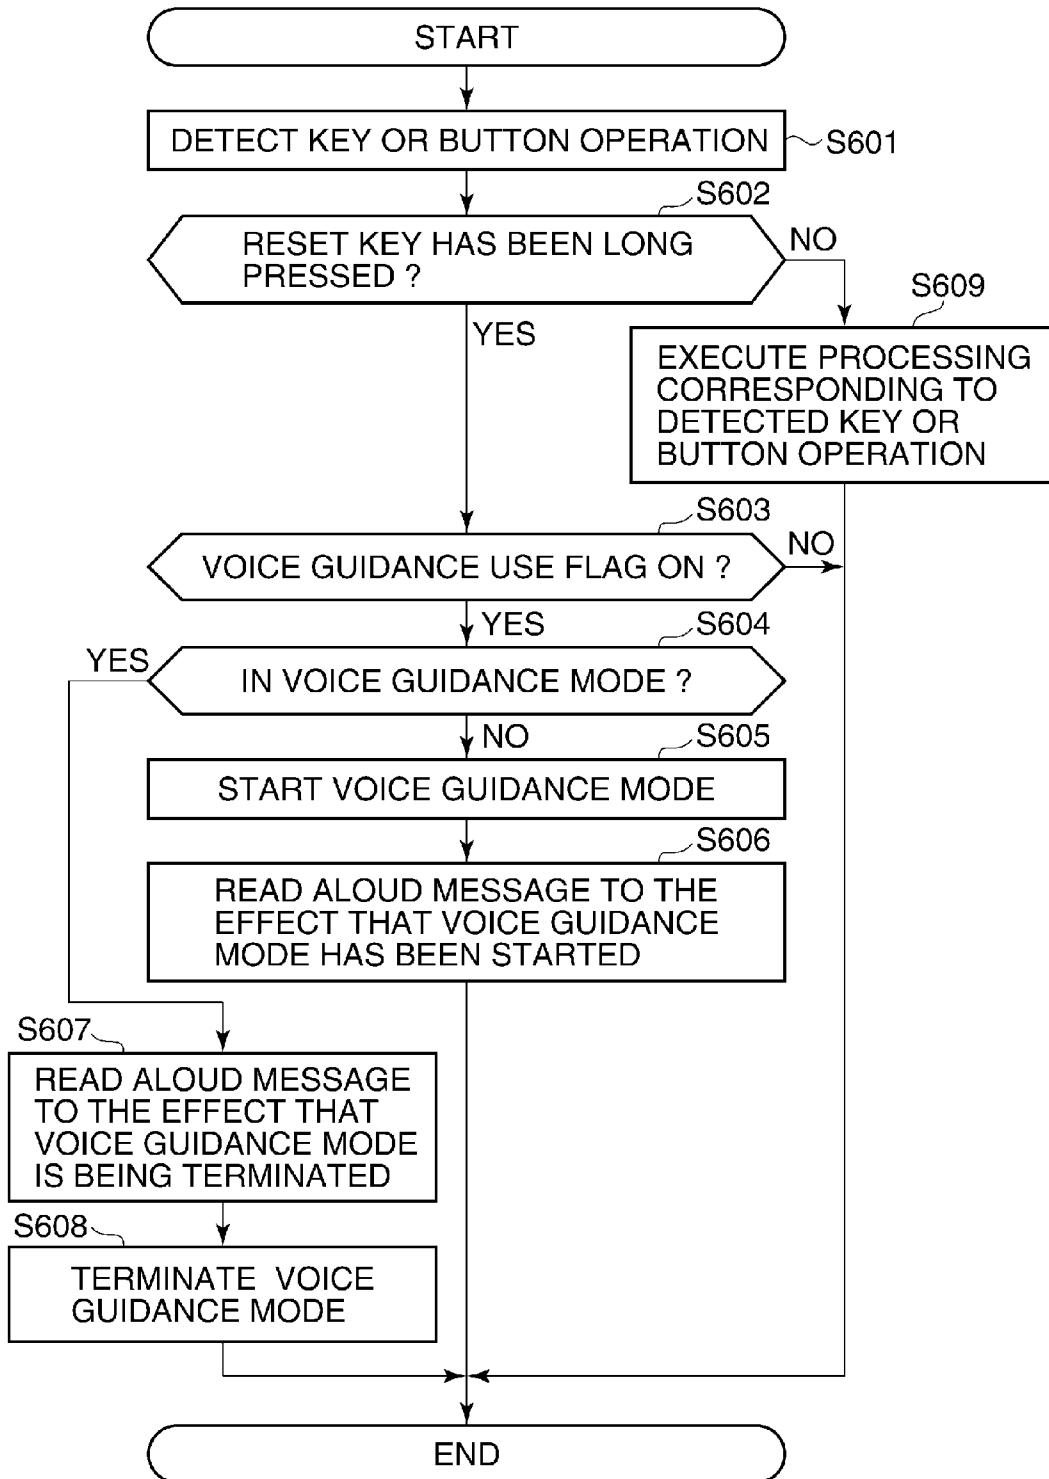 START
DETECT KEY OR BUTTON OPERATION
S601
S602
RESET KEY HAS BEEN LONG
PRESSED ?
NO
YES
S609
EXECUTE PROCESSING
CORRESPONDING TO
DETECTED KEY OR
BUTTON OPERATION
S603
VOICE GUIDANCE USE FLAG ON ?
NO
YES
S604
YES
IN VOICE GUIDANCE MODE ?
NO
S605
START VOICE GUIDANCE MODE
S606
READ ALOUD MESSAGE TO THE
EFFECT THAT VOICE GUIDANCE
MODE HAS BEEN STARTED
S607
READ ALOUD MESSAGE
TO THE EFFECT THAT
VOICE GUIDANCE MODE
IS BEING TERMINATED
S608
TERMINATE VOICE
GUIDANCE MODE
END